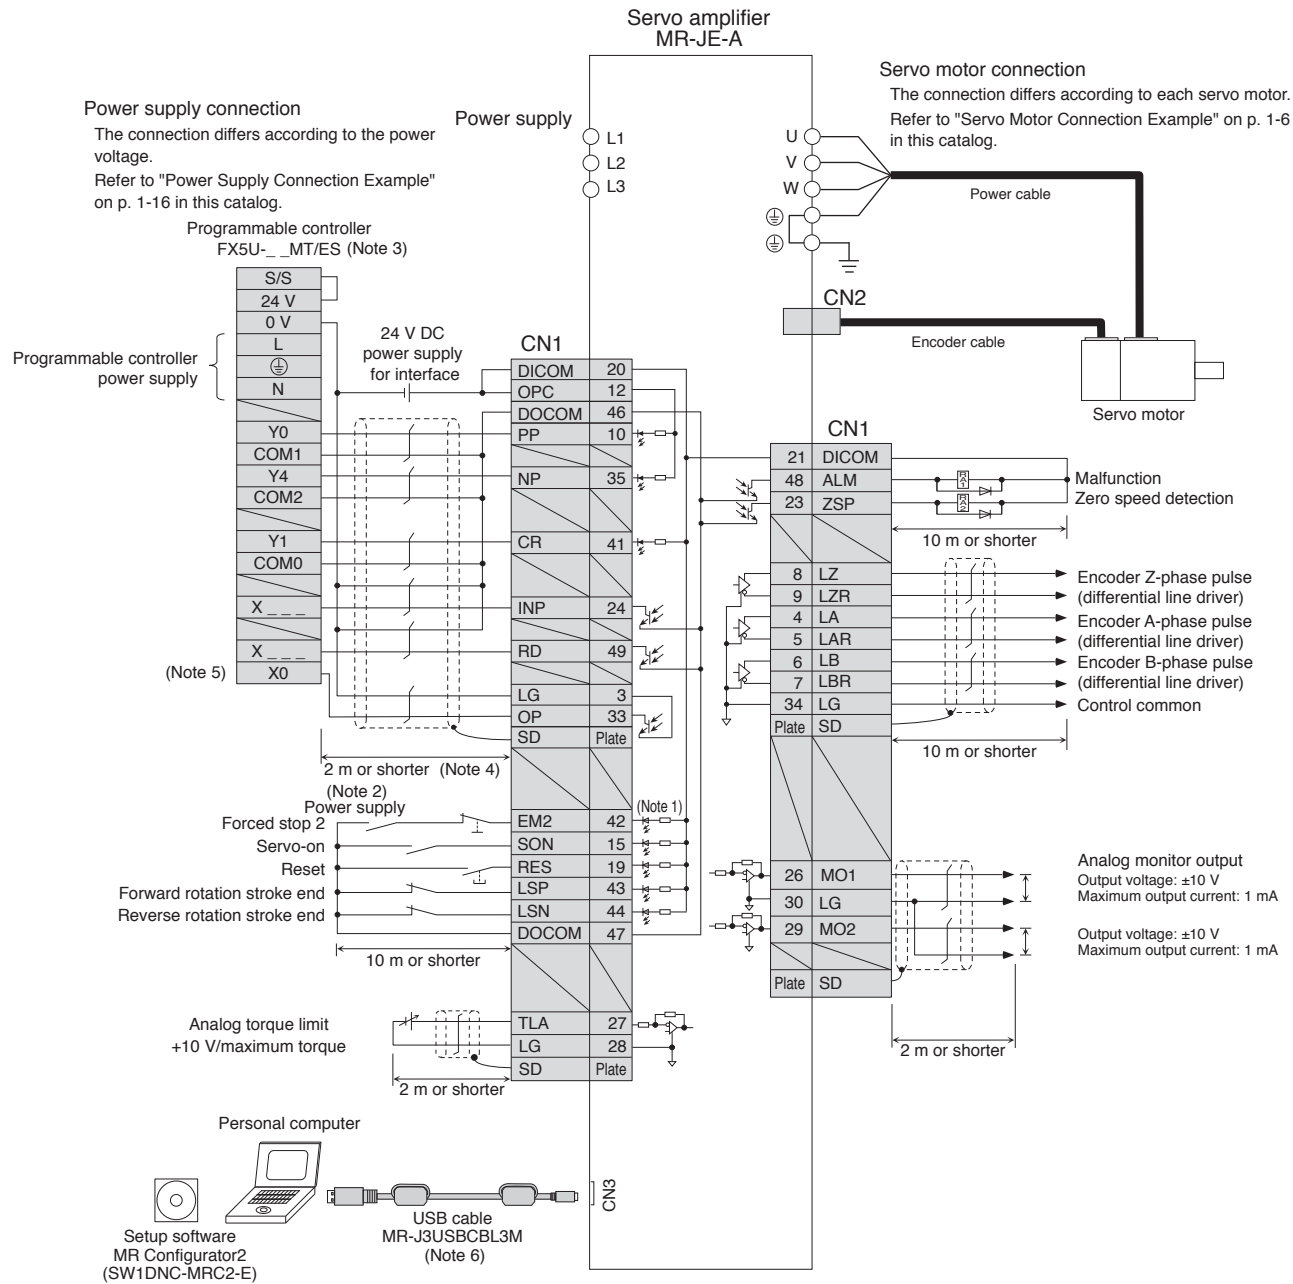 Servo amplifier
MR-JE-A
Power supply connection
The connection differs according to the power
voltage.
Refer to "Power Supply Connection Example"
on p. 1-16 in this catalog.
Power supply
L1
L2
L3
U
V
W
Servo motor connection
The connection differs according to each servo motor.
Refer to "Servo Motor Connection Example" on p. 1-6
in this catalog.
Power cable
CN2
Encoder cable
Servo motor
Programmable controller
FX5U-_ _MT/ES (Note 3)
S/S
24 V
0 V
L
N
Programmable controller
power supply
Y0
COM1
Y4
COM2
Y1
COM0
X _ _ _
X _ _ _
(Note 5)
X0
24 V DC
power supply
for interface
CN1
DICOM 20
OPC 12
DOCOM 46
PP 10
NP 35
CR 41
INP 24
RD 49
LG 3
OP 33
SD Plate
2 m or shorter (Note 4)
(Note 2)
Power supply
(Note 1)
Forced stop 2
Servo-on
Reset
Forward rotation stroke end
Reverse rotation stroke end
EM2 42
SON 15
RES 19
LSP 43
LSN 44
DOCOM 47
10 m or shorter
Analog torque limit
+10 V/maximum torque
TLA 27
LG 28
SD Plate
2 m or shorter
CN1
21 DICOM
48 ALM
23 ZSP
RA1
RA2
Malfunction
Zero speed detection
10 m or shorter
8 LZ
9 LZR
4 LA
5 LAR
6 LB
7 LBR
34 LG
Plate SD
Encoder Z-phase pulse
(differential line driver)
Encoder A-phase pulse
(differential line driver)
Encoder B-phase pulse
(differential line driver)
Control common
10 m or shorter
26 MO1
30 LG
29 MO2
Plate SD
Analog monitor output
Output voltage: ±10 V
Maximum output current: 1 mA
Output voltage: ±10 V
Maximum output current: 1 mA
2 m or shorter
Personal computer
CN3
USB cable
MR-J3USBCBL3M
(Note 6)
Setup software
MR Configurator2
(SW1DNC-MRC2-E)